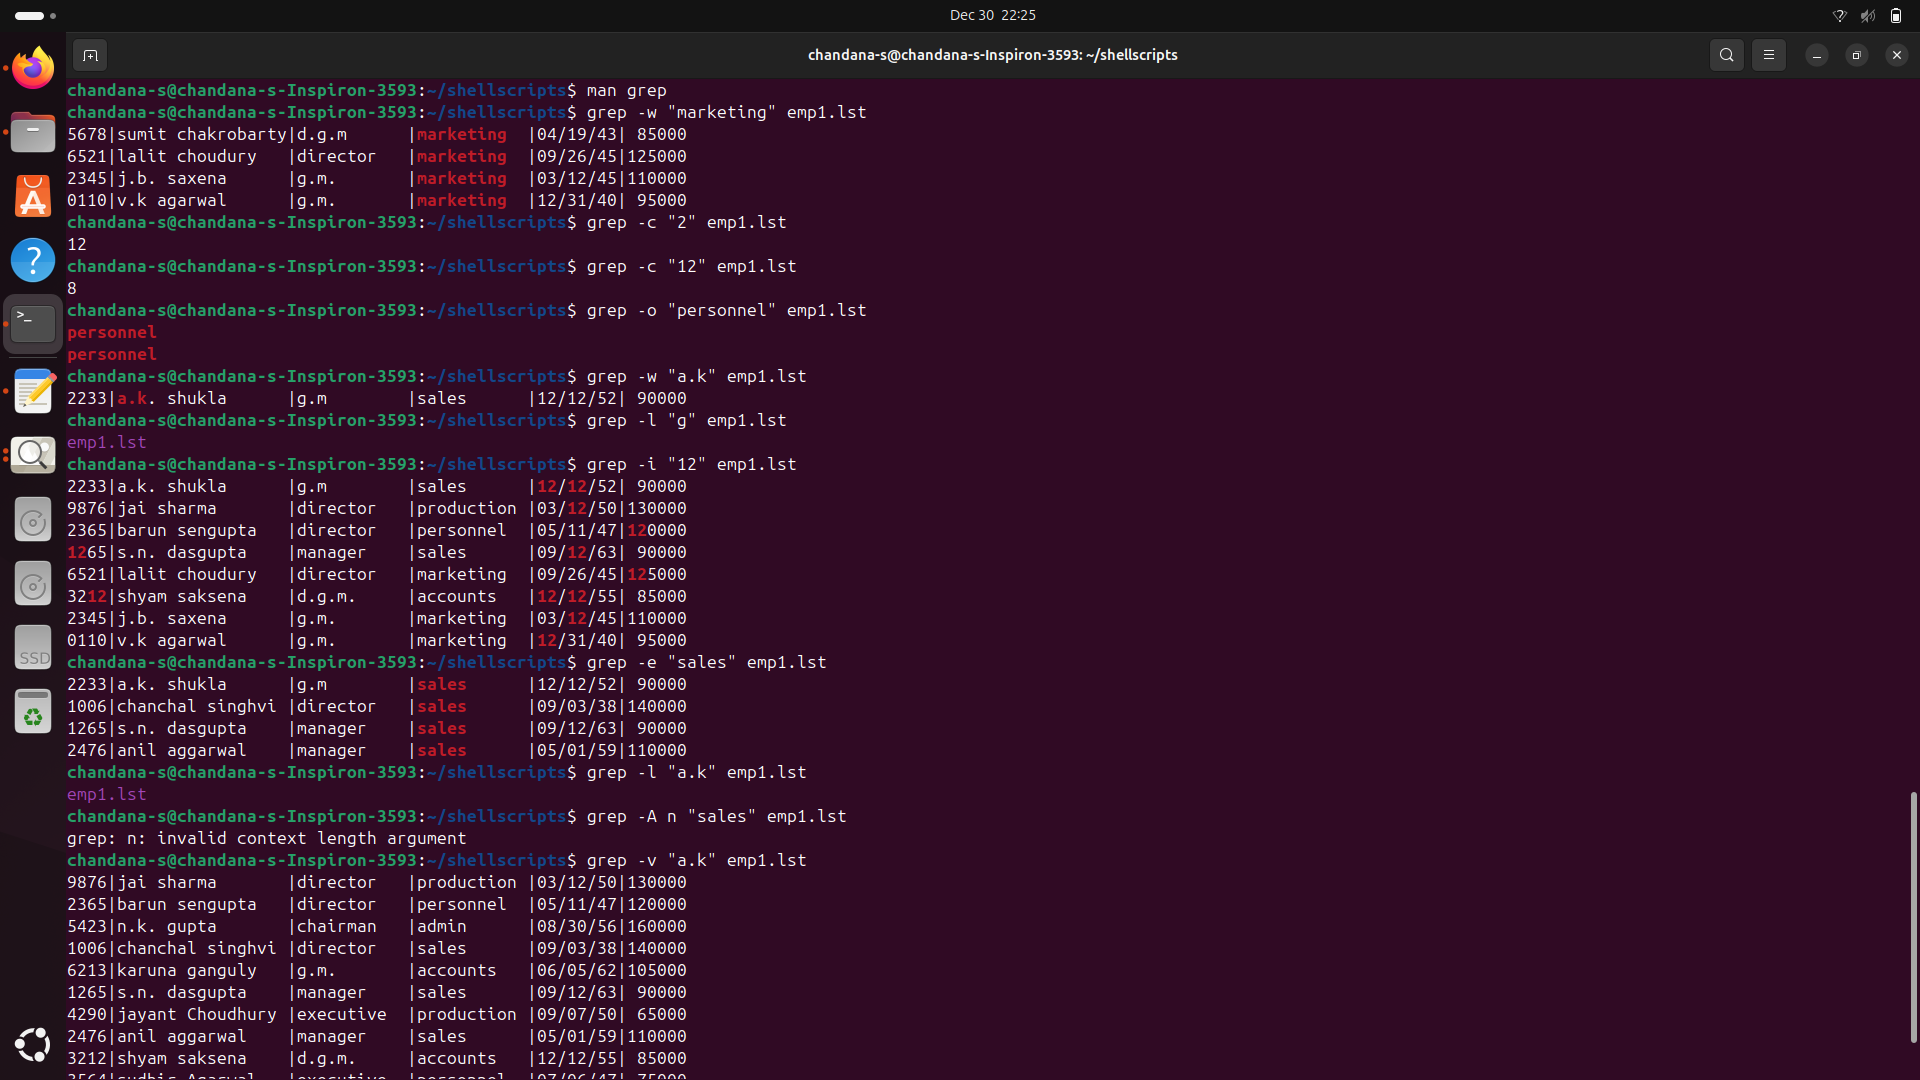 Dec 30 22:25
chandana-s@chandana-s-Inspiron-3593: ~/shellscripts
chandana-s@chandana-s-Inspiron-3593:~/shellscripts$ man grep
chandana-s@chandana-s-Inspiron-3593:~/shellscripts$ grep -w "marketing" emp1.lst
5678|sumit chakrobarty|d.g.m      |marketing  |04/19/43| 85000
6521|lalit choudury   |director   |marketing  |09/26/45|125000
2345|j.b. saxena      |g.m.       |marketing  |03/12/45|110000
0110|v.k agarwal      |g.m.       |marketing  |12/31/40| 95000
chandana-s@chandana-s-Inspiron-3593:~/shellscripts$ grep -c "2" emp1.lst
12
chandana-s@chandana-s-Inspiron-3593:~/shellscripts$ grep -c "12" emp1.lst
8
chandana-s@chandana-s-Inspiron-3593:~/shellscripts$ grep -o "personnel" emp1.lst
personnel
personnel
chandana-s@chandana-s-Inspiron-3593:~/shellscripts$ grep -w "a.k" emp1.lst
2233|a.k. shukla      |g.m        |sales      |12/12/52| 90000
chandana-s@chandana-s-Inspiron-3593:~/shellscripts$ grep -l "g" emp1.lst
emp1.lst
chandana-s@chandana-s-Inspiron-3593:~/shellscripts$ grep -i "12" emp1.lst
2233|a.k. shukla      |g.m        |sales      |12/12/52| 90000
9876|jai sharma       |director   |production |03/12/50|130000
2365|barun sengupta   |director   |personnel  |05/11/47|120000
1265|s.n. dasgupta    |manager    |sales      |09/12/63| 90000
6521|lalit choudury   |director   |marketing  |09/26/45|125000
3212|shyam saksena    |d.g.m.     |accounts   |12/12/55| 85000
2345|j.b. saxena      |g.m.       |marketing  |03/12/45|110000
0110|v.k agarwal      |g.m.       |marketing  |12/31/40| 95000
chandana-s@chandana-s-Inspiron-3593:~/shellscripts$ grep -e "sales" emp1.lst
2233|a.k. shukla      |g.m        |sales      |12/12/52| 90000
1006|chanchal singhvi |director   |sales      |09/03/38|140000
1265|s.n. dasgupta    |manager    |sales      |09/12/63| 90000
2476|anil aggarwal    |manager    |sales      |05/01/59|110000
chandana-s@chandana-s-Inspiron-3593:~/shellscripts$ grep -l "a.k" emp1.lst
emp1.lst
chandana-s@chandana-s-Inspiron-3593:~/shellscripts$ grep -A n "sales" emp1.lst
grep: n: invalid context length argument
chandana-s@chandana-s-Inspiron-3593:~/shellscripts$ grep -v "a.k" emp1.lst
9876|jai sharma       |director   |production |03/12/50|130000
2365|barun sengupta   |director   |personnel  |05/11/47|120000
5423|n.k. gupta       |chairman   |admin      |08/30/56|160000
1006|chanchal singhvi |director   |sales      |09/03/38|140000
6213|karuna ganguly   |g.m.       |accounts   |06/05/62|105000
1265|s.n. dasgupta    |manager    |sales      |09/12/63| 90000
4290|jayant Choudhury |executive  |production |09/07/50| 65000
2476|anil aggarwal    |manager    |sales      |05/01/59|110000
3212|shyam saksena    |d.g.m.     |accounts   |12/12/55| 85000
3564|sudhir Agarwal   |executive  |personnel  |07/06/47| 75000
SSD